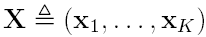 𝐗 ≜ (𝐱₁, …, 𝐱_K)